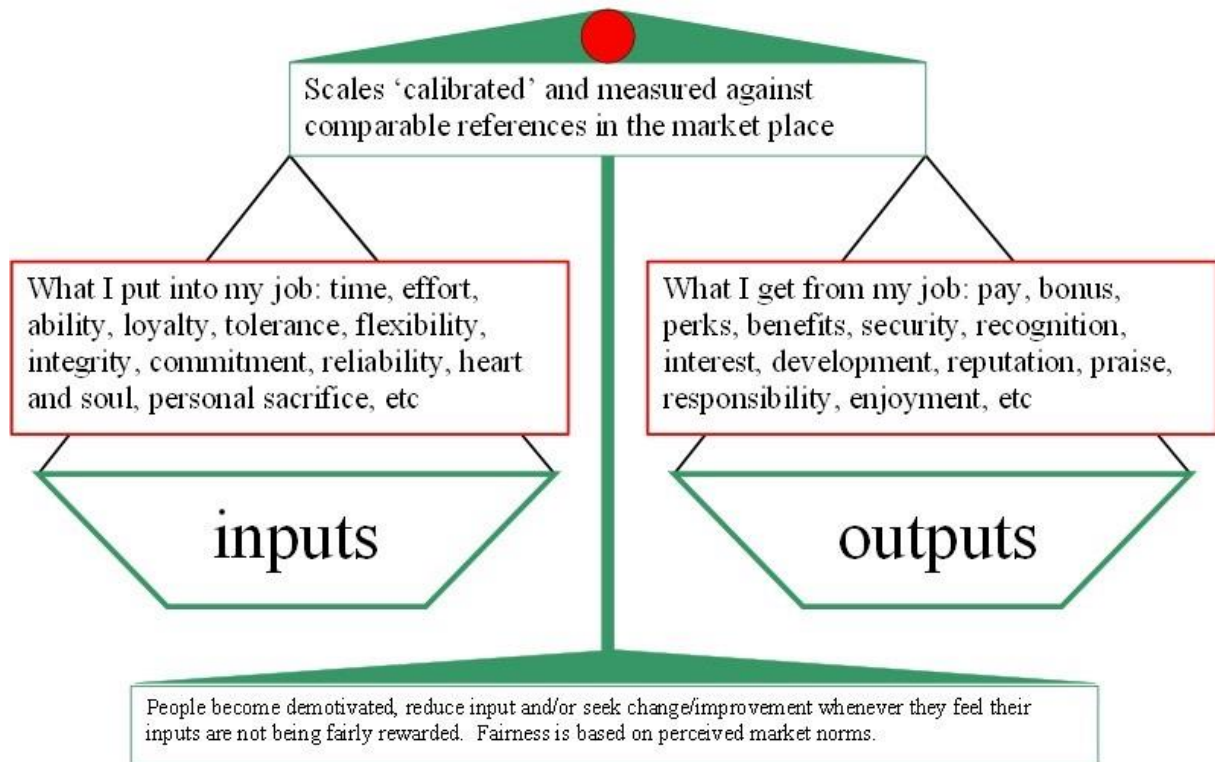 Scales ‘calibrated’ and measured against
comparable references in the market place
What I put into my job: time, effort,
ability, loyalty, tolerance, flexibility,
integrity, commitment, reliability, heart
and soul, personal sacrifice, etc
What I get from my job: pay, bonus,
perks, benefits, security, recognition,
interest, development, reputation, praise,
responsibility, enjoyment, etc
inputs
outputs
People become demotivated, reduce input and/or seek change/improvement whenever they feel their
inputs are not being fairly rewarded.  Fairness is based on perceived market norms.